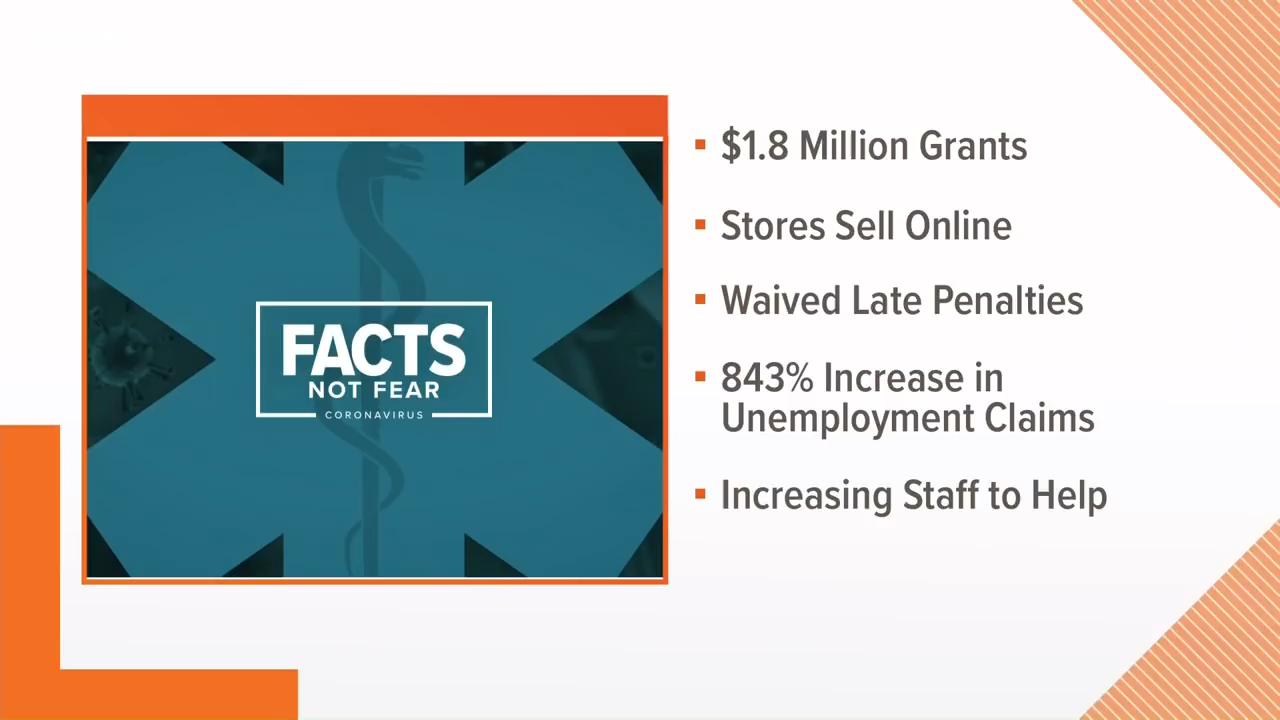 FACTS
NOT FEAR
CORONAVIRUS
$1.8 Million Grants
Stores Sell Online
Waived Late Penalties
843% Increase in
Unemployment Claims
Increasing Staff to Help